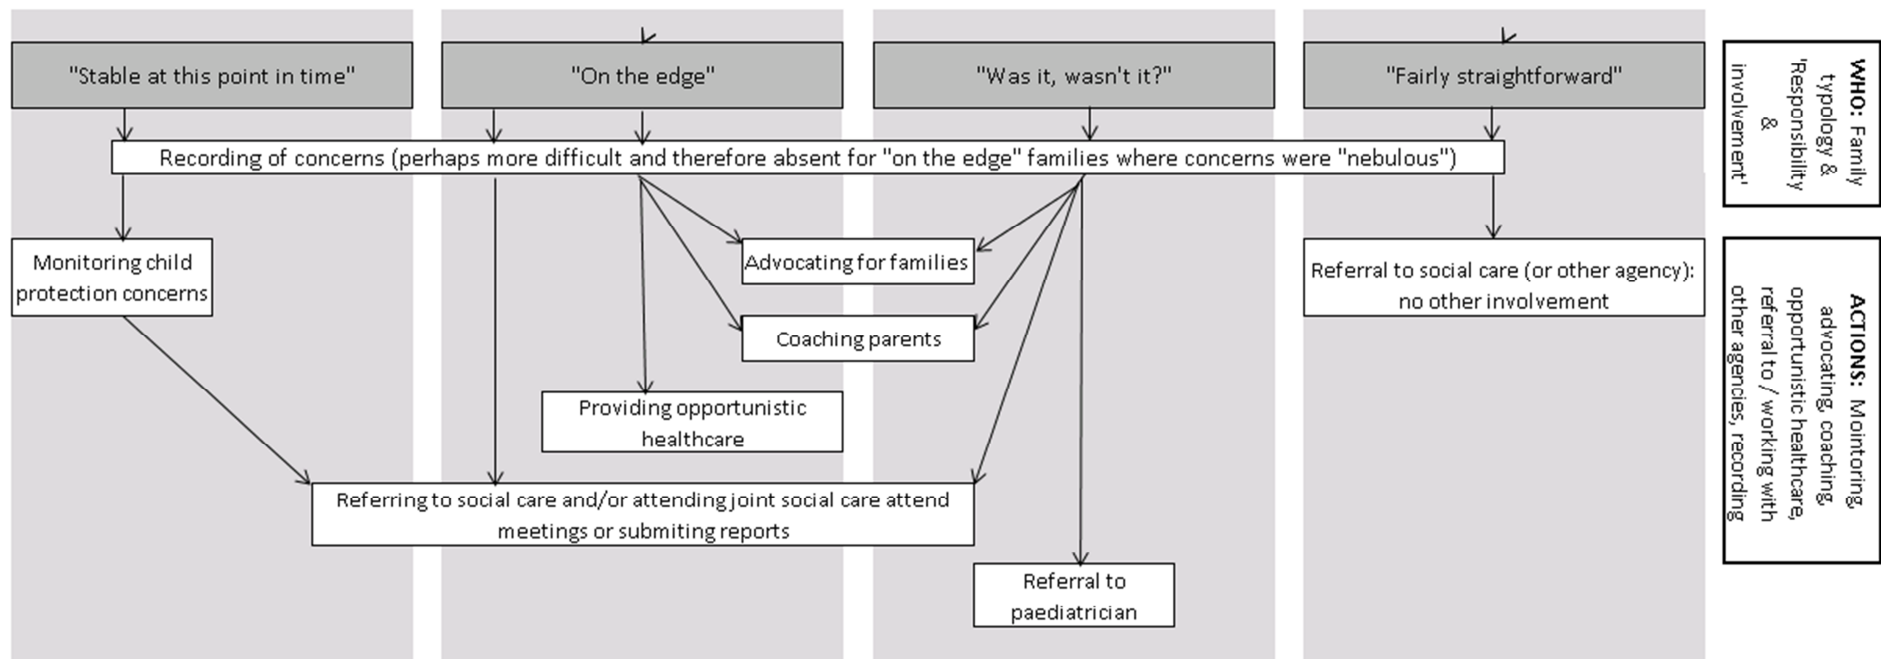 "Stable at this point in time"
"On the edge"
"Was it, wasn't it?"
"Fairly straightforward"
WHO: Family
typology &
'Responsibility
&
involvement'
Recording of concerns (perhaps more difficult and therefore absent for "on the edge" families where concerns were "nebulous")
Monitoring child
protection concerns
Advocating for families
Referral to social care (or other agency):
no other involvement
Coaching parents
Providing opportunistic
healthcare
Referring to social care and/or attending joint social care attend
meetings or submiting reports
Referral to
paediatrician
ACTIONS: Mointoring,
advocating, coaching,
opportunistic healthcare,
referral to / working with
other agencies, recording